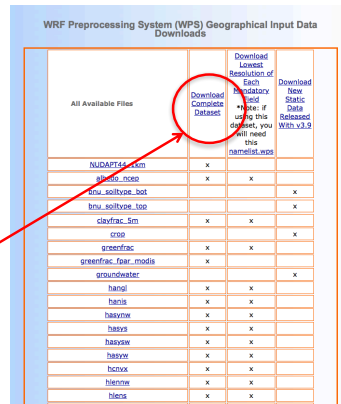 WRF Preprocessing System (WPS) Geographical Input Data
Downloads
All Available Files
Download
Complete
Dataset
Download
Lowest
Resolution of
Each
Mandatory
Field
*Note: if
using this
dataset, you
will need
this
namelist.wps
Download
New
Static
Data
Released
With v3.9
NUDAPT44_1km x
albedo_ncep x x
bnu_soiltype_bot x
bnu_soiltype_top x
clayfrac_5m x x
crop x
greenfrac x x
greenfrac_fpar_modis x
groundwater x
hangl x x
hanis x x
hasynw x x
hasys x x
hasysw x x
hasyw x x
hcnvx x x
hlennw x x
hlens x x